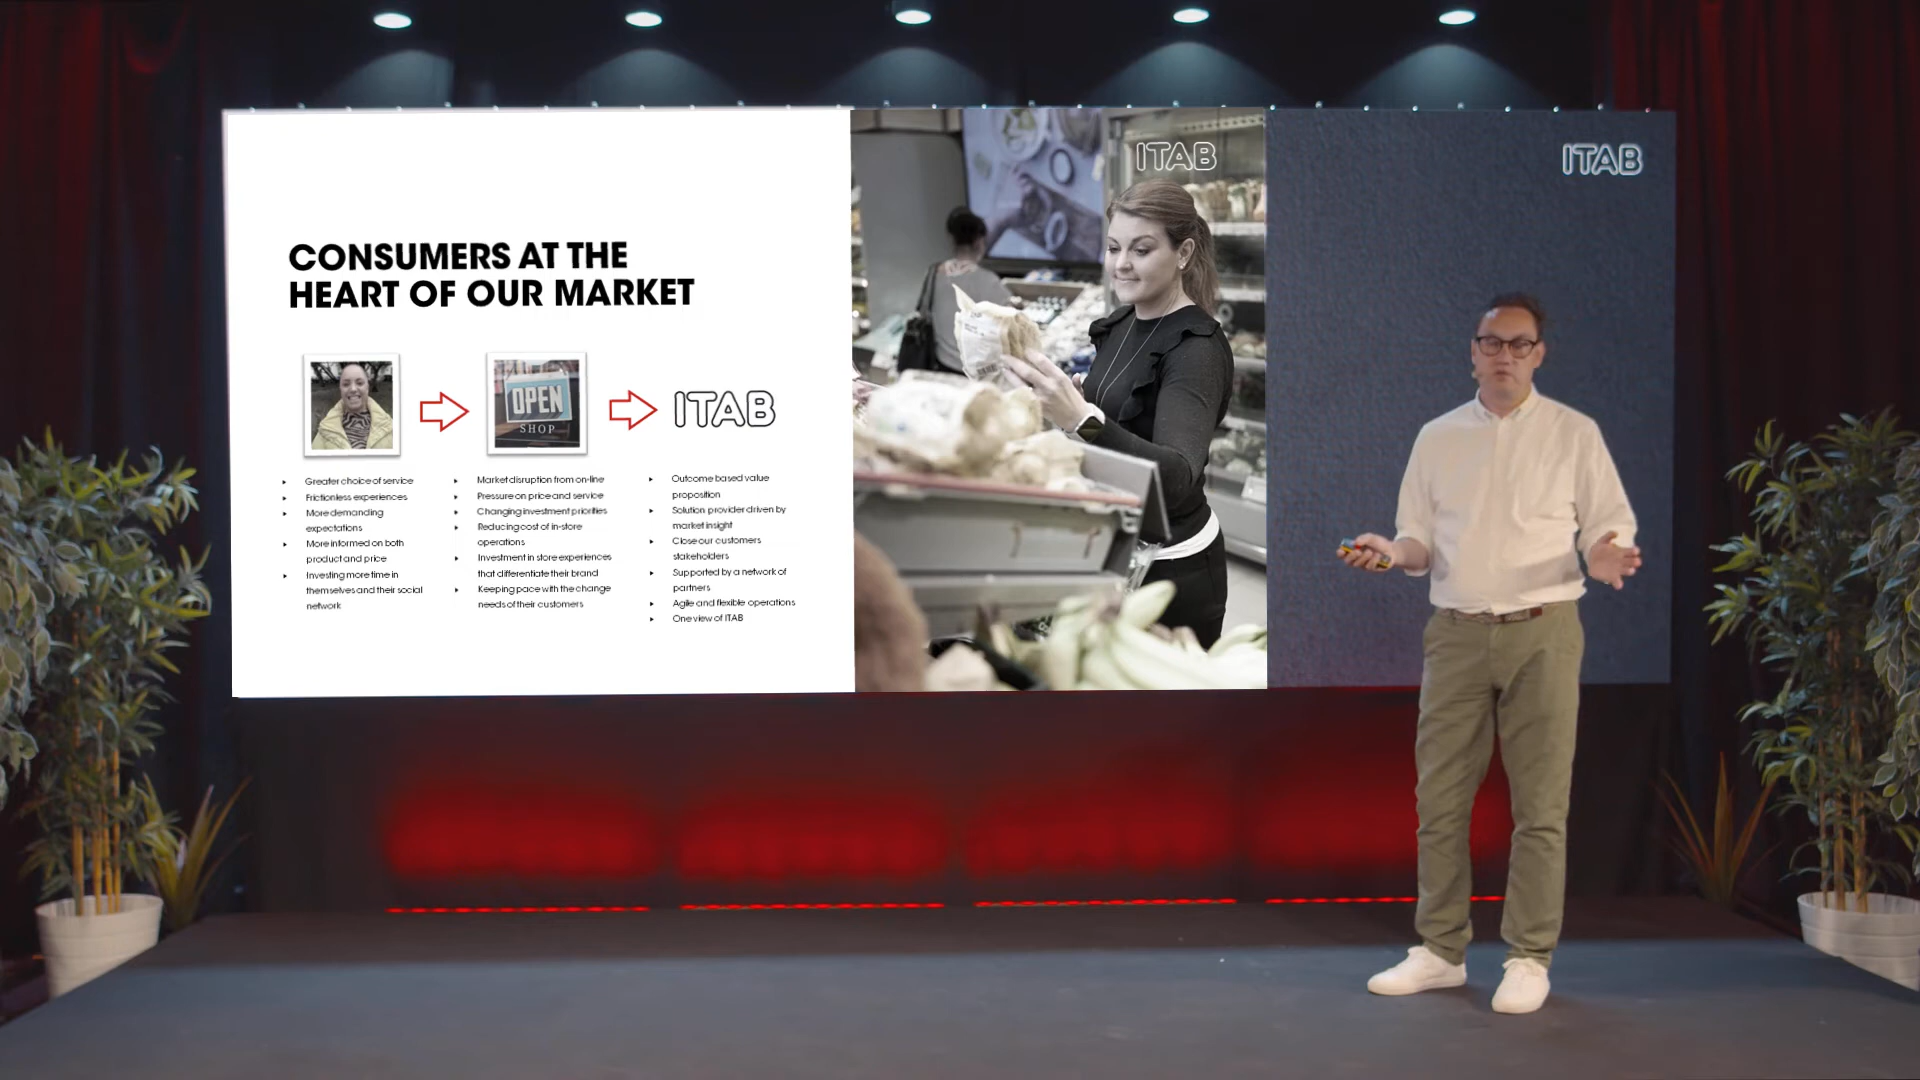 CONSUMERS AT THE
HEART OF OUR MARKET
OPEN
SHOP
ITAB
Greater choice of service
Frictionless experiences
More demanding
expectations
More informed on both
product and price
Investing more time in
themselves and their social
network
Market disruption from on-line
Pressure on price and service
Changing investment priorities
Reducing cost of in-store
operations
Investment in store experiences
that differentiate their brand
Keeping pace with the change
needs of their customers
Outcome based value
proposition
Solution provider driven by
market insight
Close our customers
stakeholders
Supported by a network of
partners
Agile and flexible operations
One view of ITAB
ITAB
ITAB